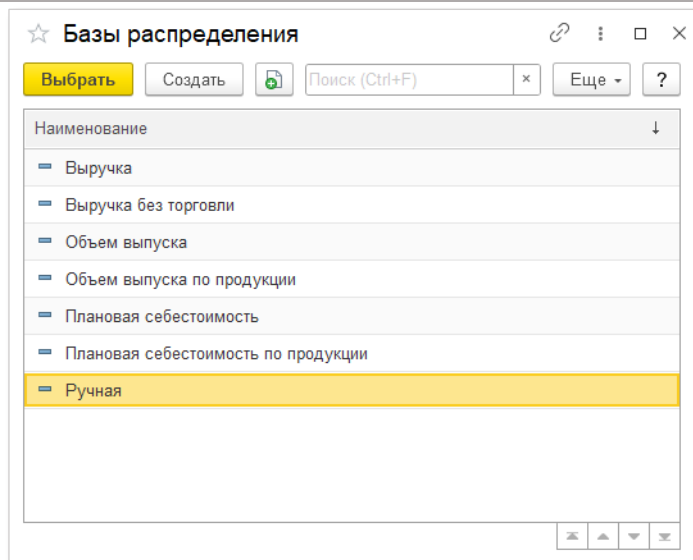 Базы распределения
Выбрать Создать Поиск (Ctrl+F) × Еще ?
Наименование ↓
Выручка
Выручка без торговли
Объем выпуска
Объем выпуска по продукции
Плановая себестоимость
Плановая себестоимость по продукции
Ручная